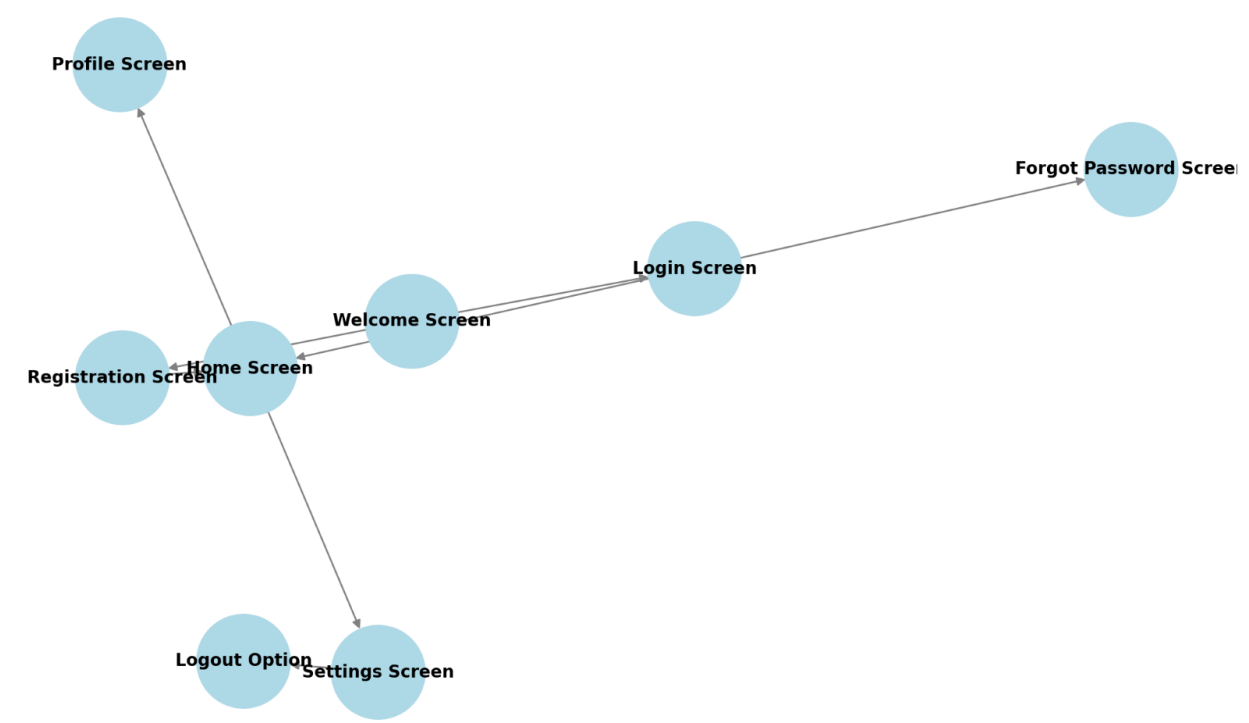 Profile Screen
Forgot Password Screen
Login Screen
Welcome Screen
Home Screen
Registration Screen
Logout Option
Settings Screen